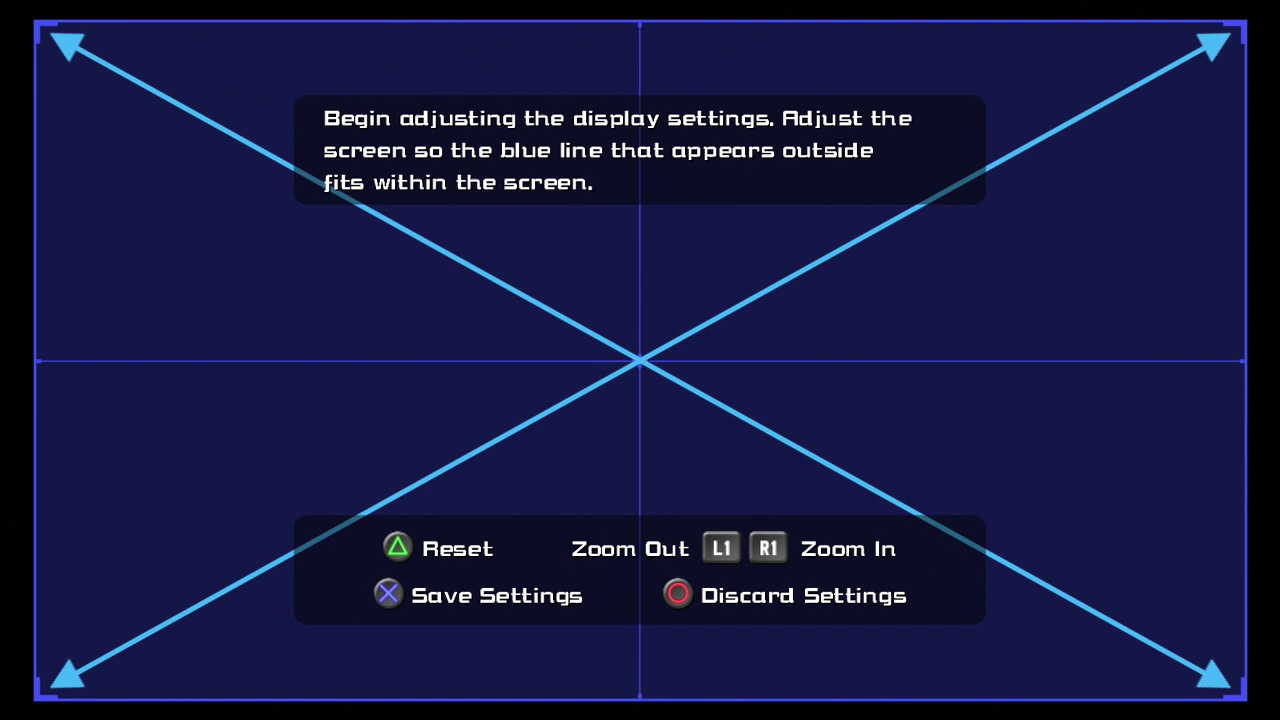 Begin adjusting the display settings. Adjust the
screen so the blue line that appears outside
fits within the screen.
Reset Zoom Out L1 R1 Zoom In
Save Settings Discard Settings